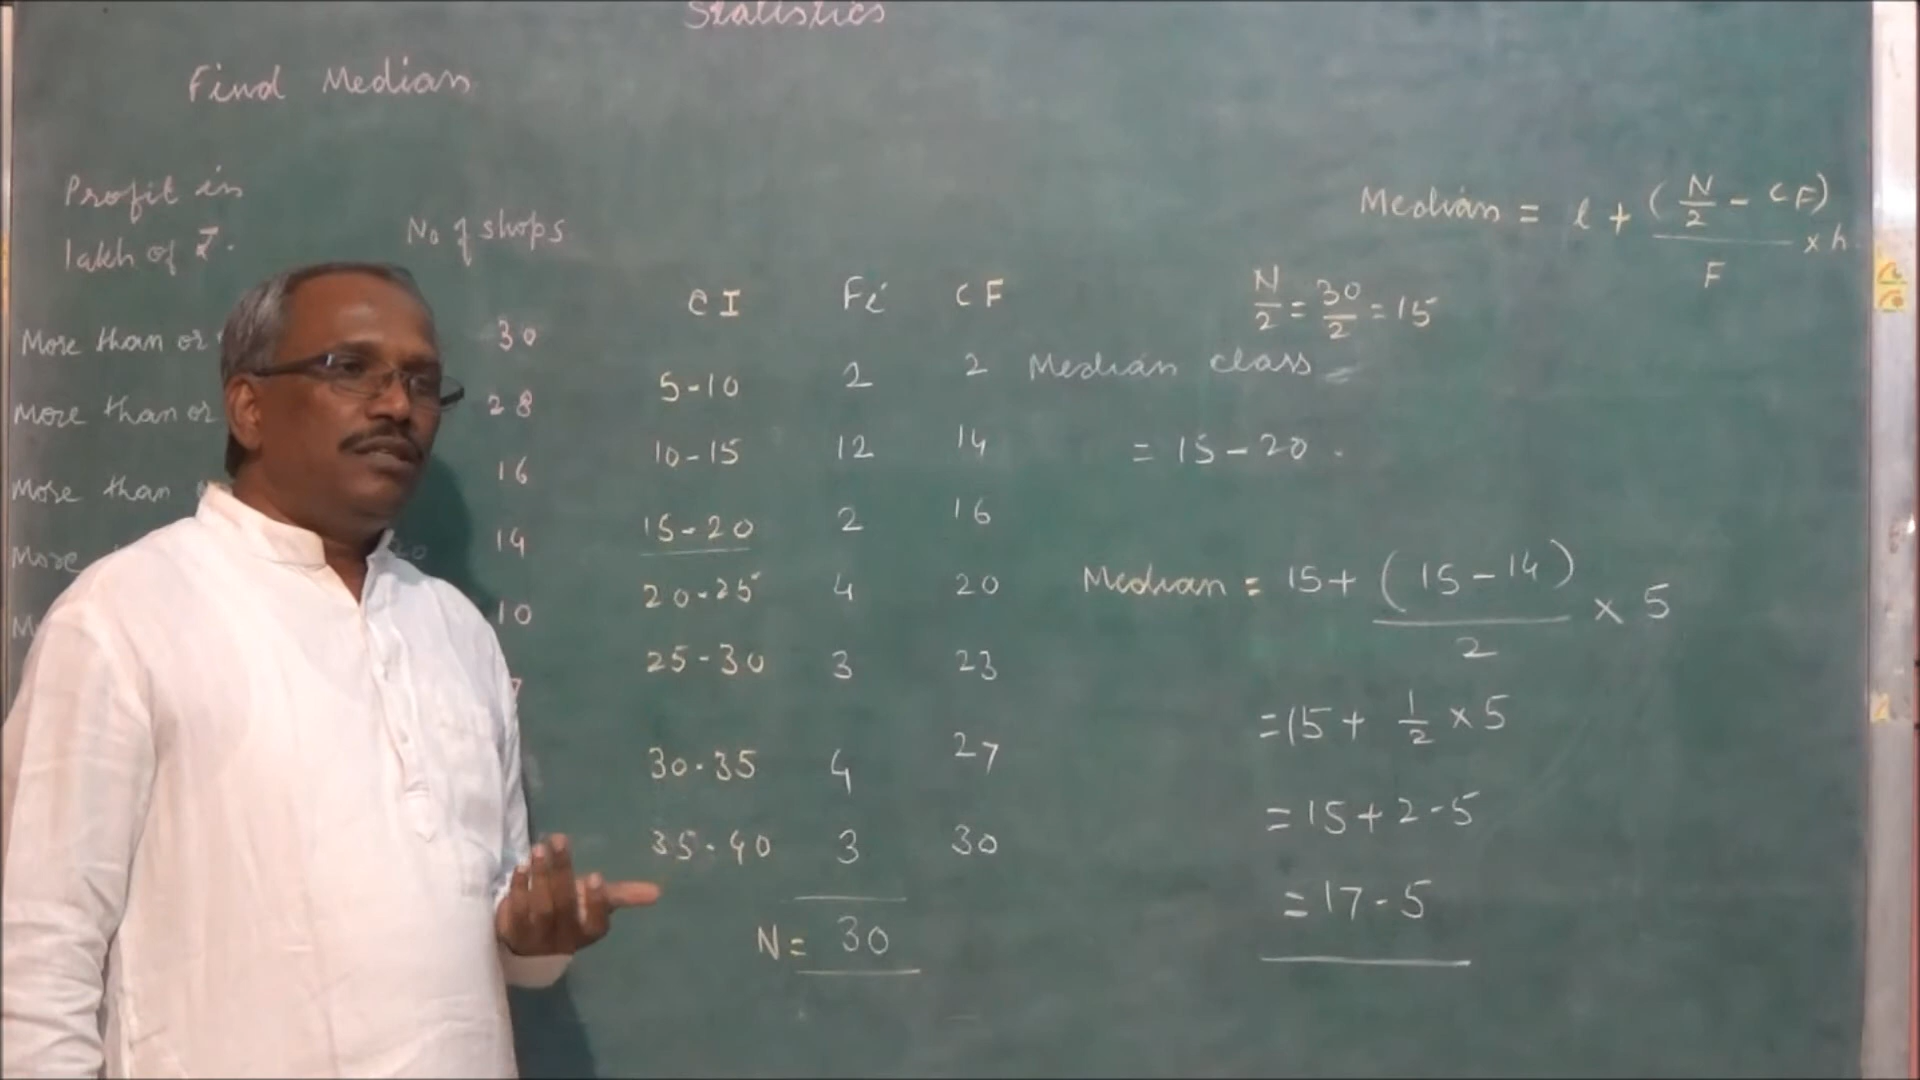 Statistics
Find Median
Profit in
lakh of ₹.
No of shops
More than or 30
More than or 28
More than 16
More 14
10
7
CI Fi CF
5-10 2 2
10-15 12 14
15-20 2 16
20-25 4 20
25-30 3 23
30-35 4 27
35-40 3 30
N= 30
Median = l + (N/2 - CF)/F × h
N/2 = 30/2 = 15
Median class
= 15-20.
Median = 15+ (15-14)/2 × 5
=15+ 1/2 ×5
=15+2-5
=17-5